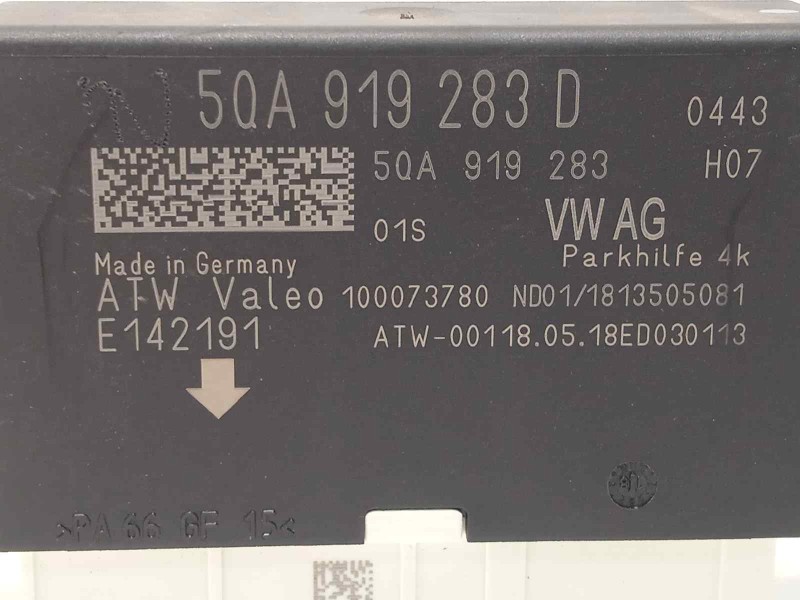 5QA 919 283 D 0443
5QA 919 283 H07
01S VW AG
Parkhilfe 4k
Made in Germany
ATW Valeo 100073780 ND01/1813505081
E142191 ATW-00118.05.18ED030113
>PA 66 GF 15<